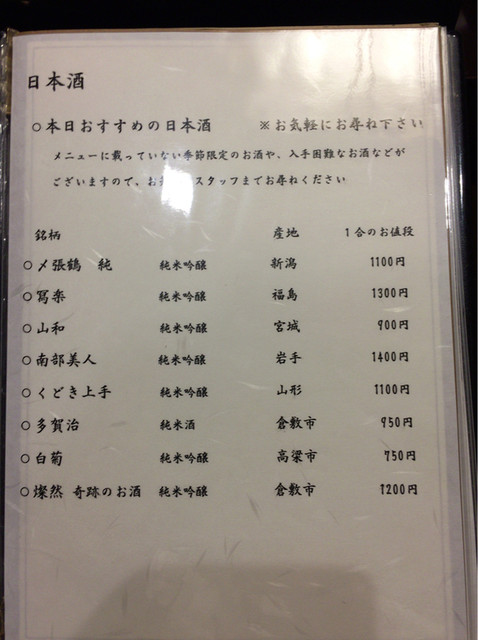 日本酒
○本日おすすめの日本酒 ※お気軽にお尋ね下さい
メニューに載っていない季節限定のお酒や、入手困難なお酒などが
ございますので、お スタッフまでお尋ねください
銘柄 産地 1合のお値段
○〆張鶴 純 純米吟醸 新潟 1100円
○冩楽 純米吟醸 福島 1300円
○山和 純米吟醸 宮城 900円
○南部美人 純米吟醸 岩手 1400円
○くどき上手 純米吟醸 山形 1100円
○多賀治 純米酒 倉敷市 950円
○白菊 純米吟醸 高梁市 750円
○燦然 奇跡のお酒 純米吟醸 倉敷市 1200円